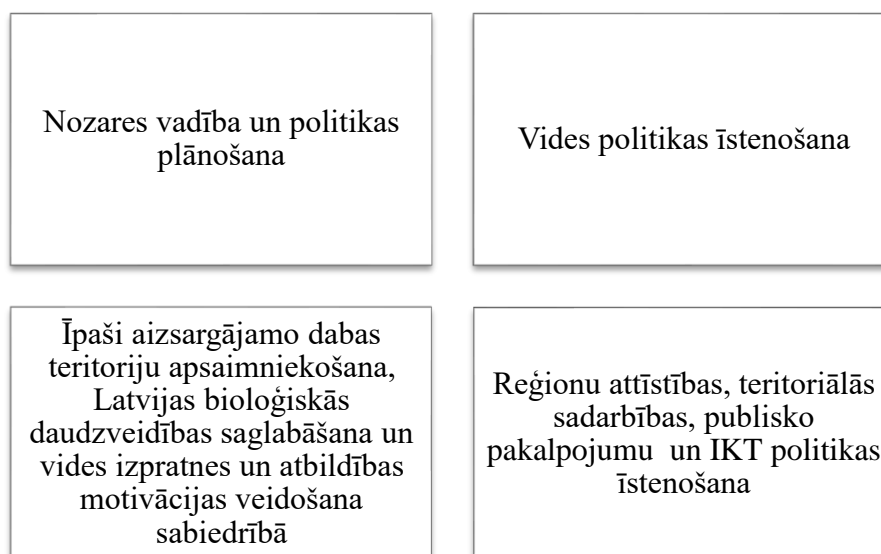 Nozares vadība un politikas
plānošana
Vides politikas īstenošana
Īpaši aizsargājamo dabas
teritoriju apsaimniekošana,
Latvijas bioloģiskās
daudzveidības saglabāšana un
vides izpratnes un atbildības
motivācijas veidošana
sabiedrībā
Reģionu attīstības, teritoriālās
sadarbības, publisko
pakalpojumu un IKT politikas
īstenošana